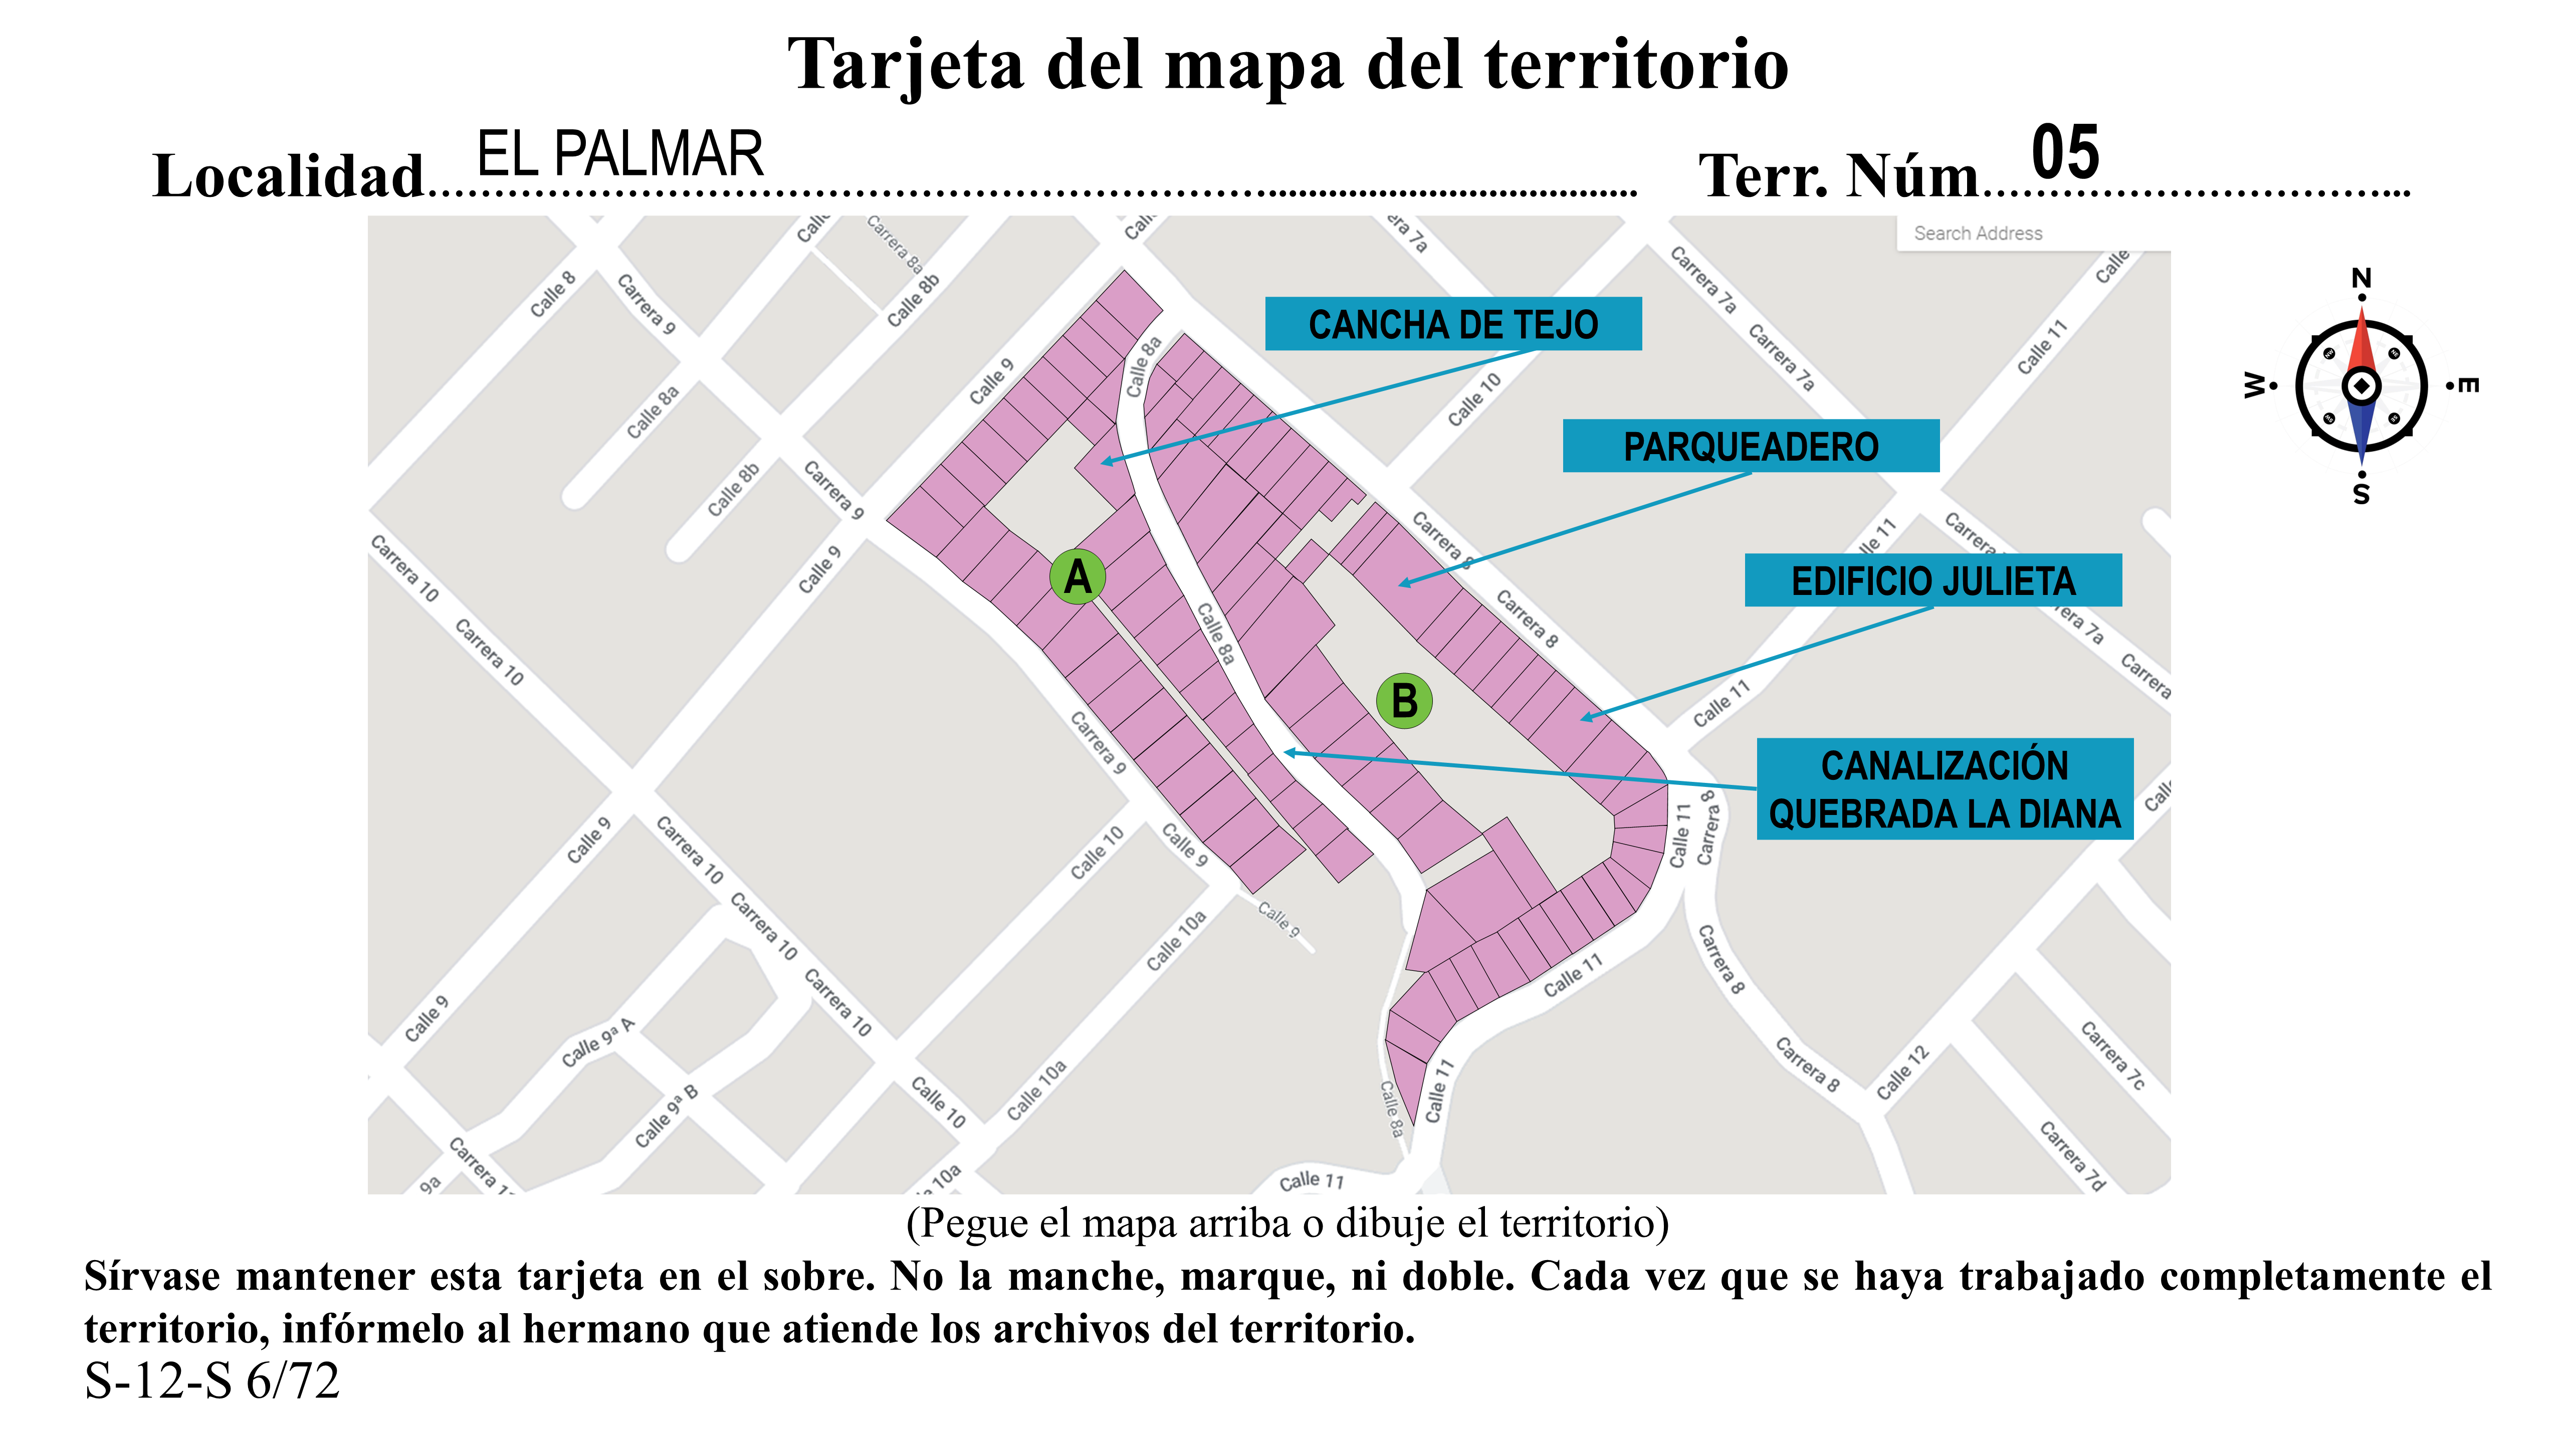 Tarjeta del mapa del territorio
Localidad EL PALMAR
Terr. Núm 05
Search Address
N
W
E
S
CANCHA DE TEJO
PARQUEADERO
EDIFICIO JULIETA
CANALIZACIÓN
QUEBRADA LA DIANA
A
B
Carrera 8a
Calle 8
Carrera 9
Calle 8b
Calle 9
Calle 8a
Carrera 7a
Calle 11
Carrera 7a
Calle 10
Calle 8a
Calle 8b
Carrera 9
Calle 9
Carrera 8
Carrera 8
Carrera 10
Carrera 10
Calle 8a
Calle 11
Carrera 9
Calle 9
Calle 10
Calle 9
Calle 9
Carrera 10
Carrera 10
Carrera 10
Calle 10a
Calle 11
Carrera 8
Calle 11
Carrera 8
Calle 9
Calle 9ª A
Calle 9ª B
Calle 10
Calle 10a
Calle 8a
Calle 11
Calle 11
Carrera 8
Calle 12
Carrera 7c
Carrera 7d
(Pegue el mapa arriba o dibuje el territorio)
Sírvase mantener esta tarjeta en el sobre. No la manche, marque, ni doble. Cada vez que se haya trabajado completamente el
territorio, infórmelo al hermano que atiende los archivos del territorio.
S-12-S 6/72